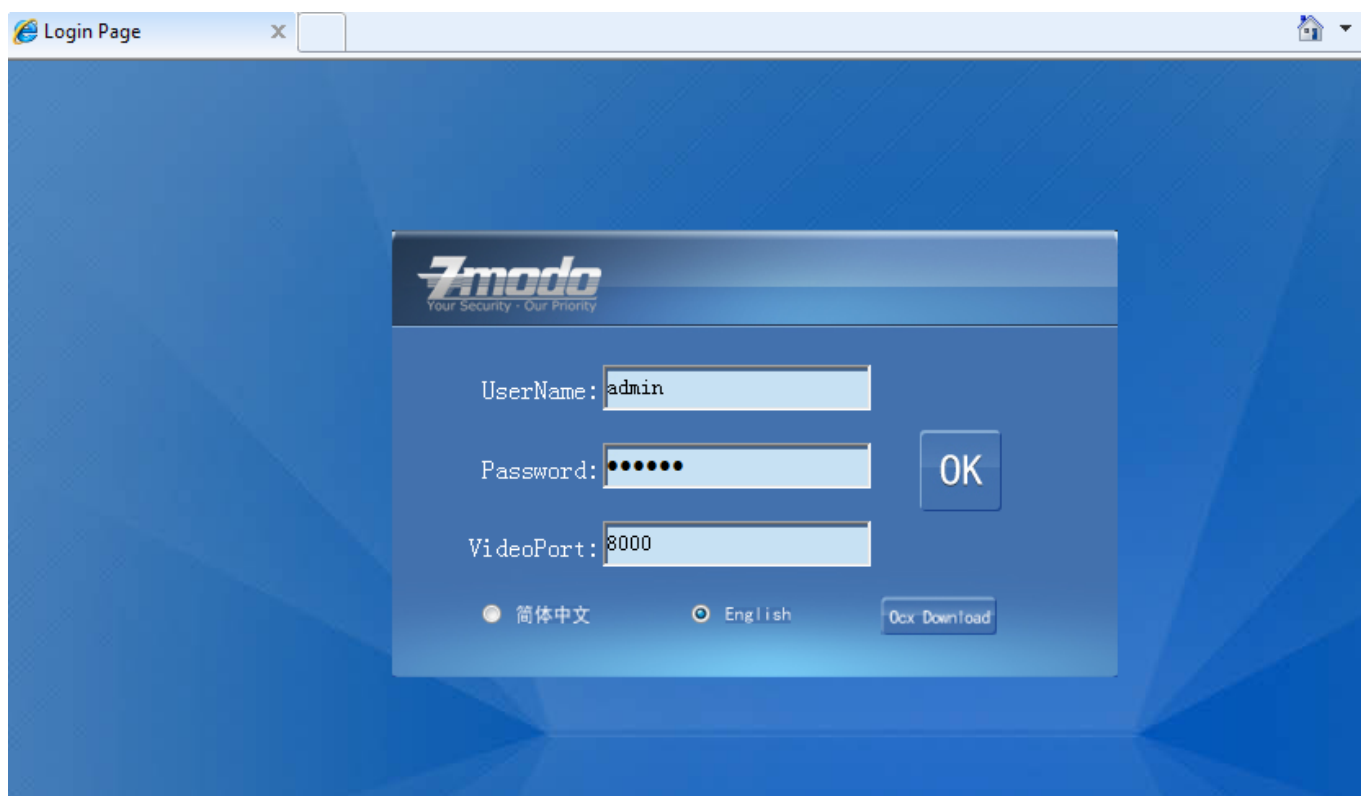 Login Page
Zmodo
Your Security · Our Priority
UserName: admin
Password: ●●●●●●
VideoPort: 8000
OK
简体中文 English Ocx Download